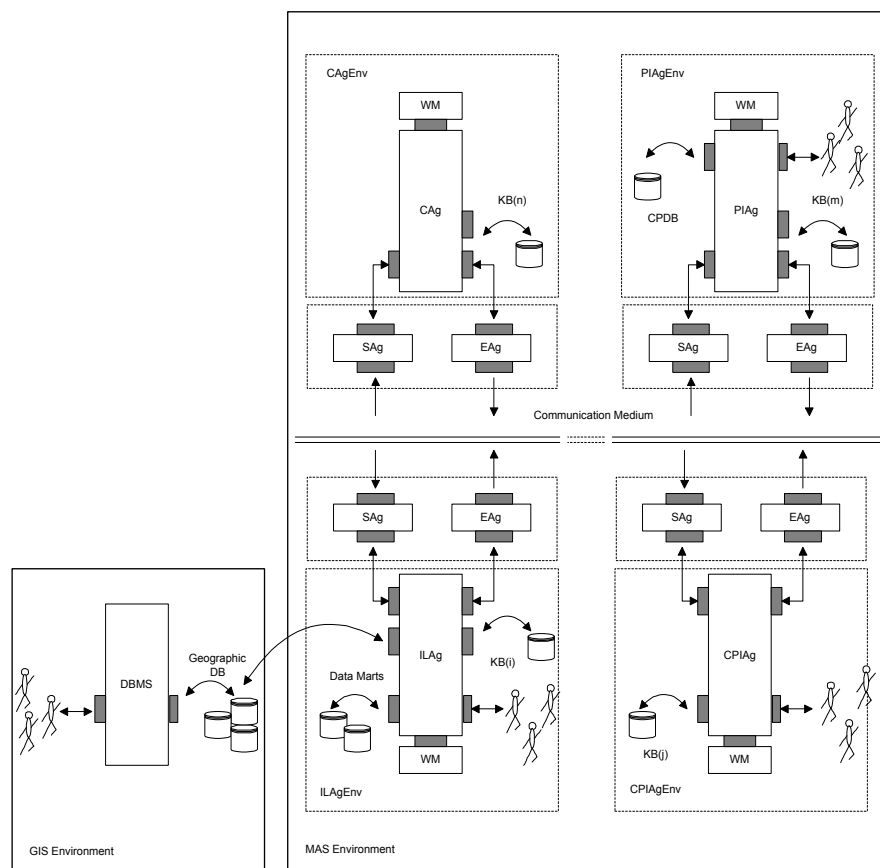 CAgEnv
WM
CAg
KB(n)
SAg
EAg
PIAgEnv
WM
CPDB
PIAg
KB(m)
SAg
EAg
Communication Medium
SAg
EAg
ILAg
KB(i)
Data Marts
WM
ILAgEnv
SAg
EAg
CPIAg
KB(j)
WM
CPIAgEnv
MAS Environment
DBMS
Geographic
DB
GIS Environment